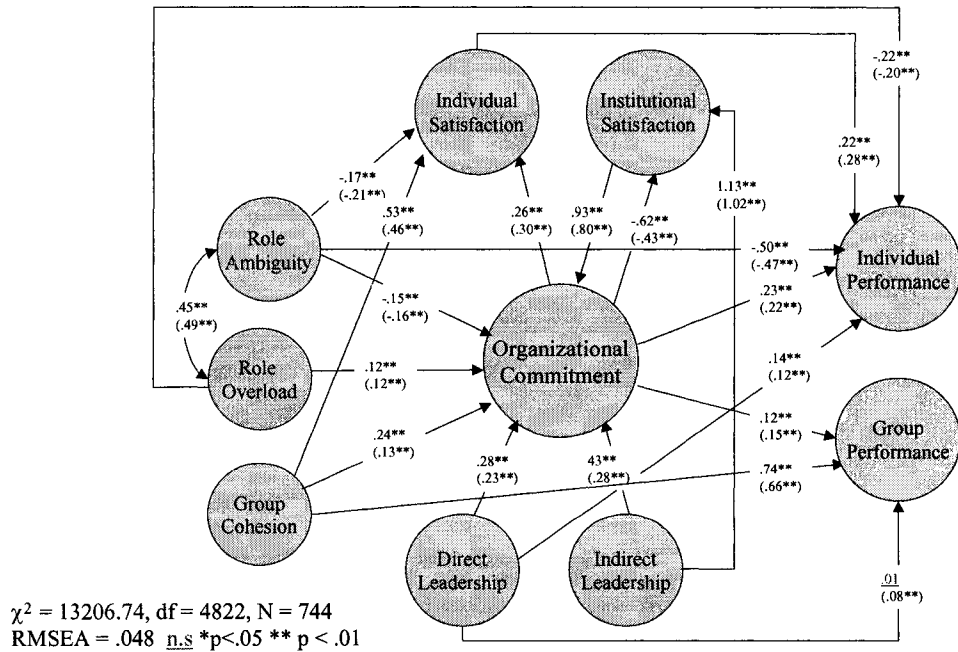 -.22**
(-.20**)
Individual
Satisfaction
Institutional
Satisfaction
.22**
(.28**)
-.17**
(-.21**)
.53**
(.46**)
.26**
(.30**)
.93**
(.80**)
-.62**
(-.43**)
1.13**
(1.02**)
Role
Ambiguity
-.50**
(-.47**)
Individual
Performance
.45**
(.49**)
-.15**
(-.16**)
.23**
(.22**)
Organizational
Commitment
Role
Overload
.12**
(.12**)
.14**
(.12**)
.12**
(.15**)
Group
Performance
.24**
(.13**)
.28**
(.23**)
.43**
(.28**)
.74**
(.66**)
Group
Cohesion
Direct
Leadership
Indirect
Leadership
.01
(.08**)
χ² = 13206.74, df = 4822, N = 744
RMSEA = .048 n.s *p<.05 ** p < .01